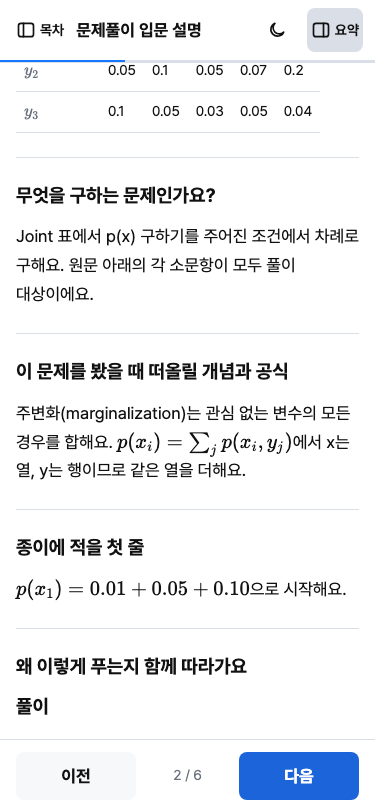 목차 문제풀이 입문 설명 요약
y₂ 0.05 0.1 0.05 0.07 0.2
y₃ 0.1 0.05 0.03 0.05 0.04
무엇을 구하는 문제인가요?
Joint 표에서 p(x) 구하기를 주어진 조건에서 차례로
구해요. 원문 아래의 각 소문항이 모두 풀이
대상이에요.
이 문제를 봤을 때 떠올릴 개념과 공식
주변화(marginalization)는 관심 없는 변수의 모든
경우를 합해요. p(xᵢ) = ∑ⱼ p(xᵢ, yⱼ)에서 x는
열, y는 행이므로 같은 열을 더해요.
종이에 적을 첫 줄
p(x₁) = 0.01 + 0.05 + 0.10으로 시작해요.
왜 이렇게 푸는지 함께 따라가요
풀이
이전 2 / 6 다음